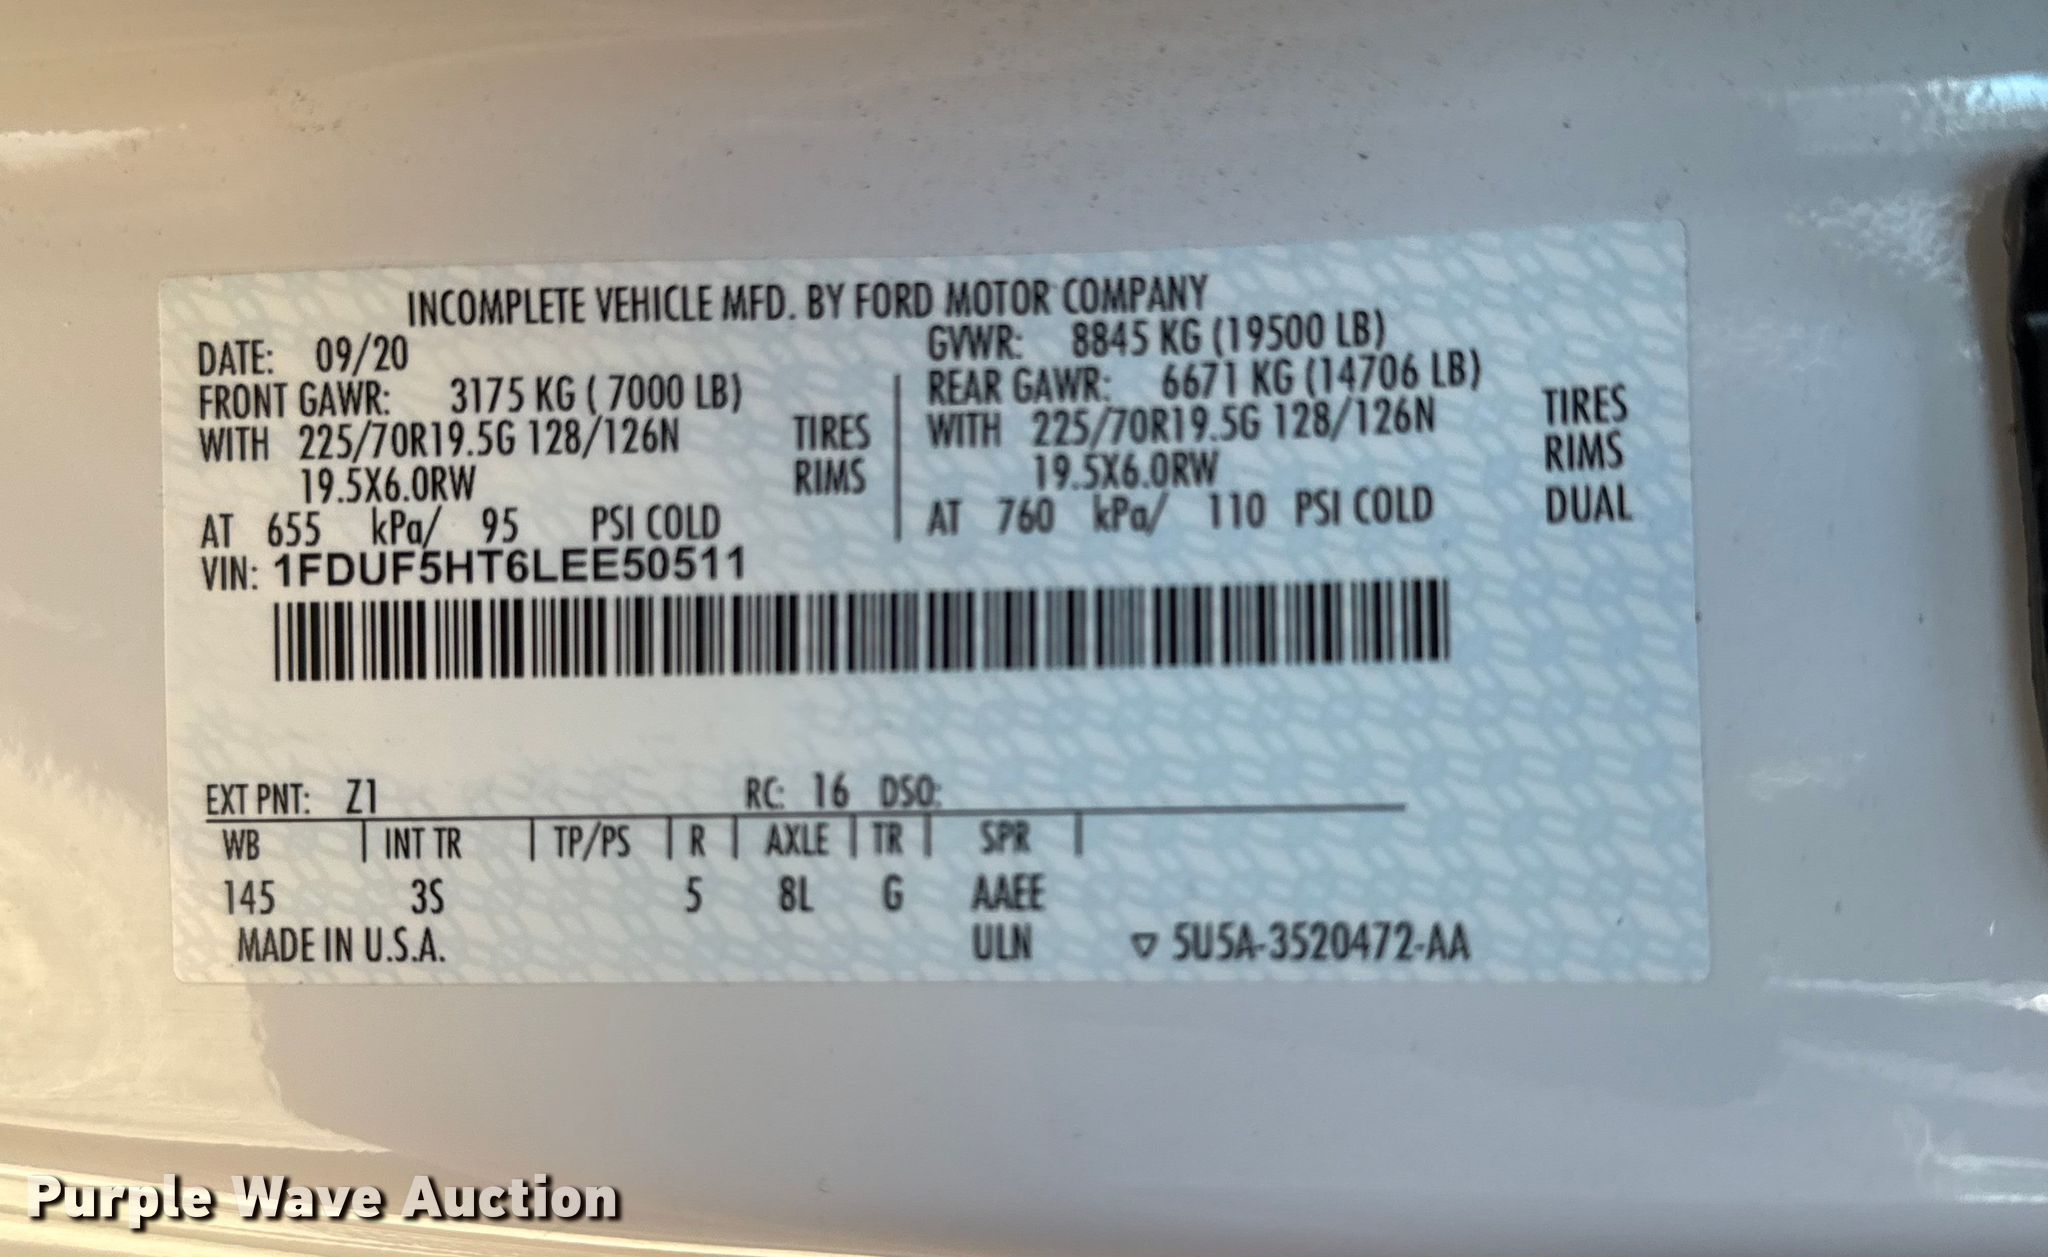 INCOMPLETE VEHICLE MFD. BY FORD MOTOR COMPANY
DATE: 09/20 GVWR: 8845 KG (19500 LB)
FRONT GAWR: 3175 KG ( 7000 LB) REAR GAWR: 6671 KG (14706 LB)
WITH 225/70R19.5G 128/126N TIRES WITH 225/70R19.5G 128/126N TIRES
19.5X6.0RW RIMS 19.5X6.0RW RIMS
AT 655 kPa/ 95 PSI COLD AT 760 kPa/ 110 PSI COLD DUAL
VIN: 1FDUF5HT6LEE50511
EXT PNT: Z1 RC: 16 DSO:
WB INT TR TP/PS R AXLE TR SPR
145 3S 5 8L G AAEE
MADE IN U.S.A. ULN ▽ 5U5A-3520472-AA
Purple Wave Auction